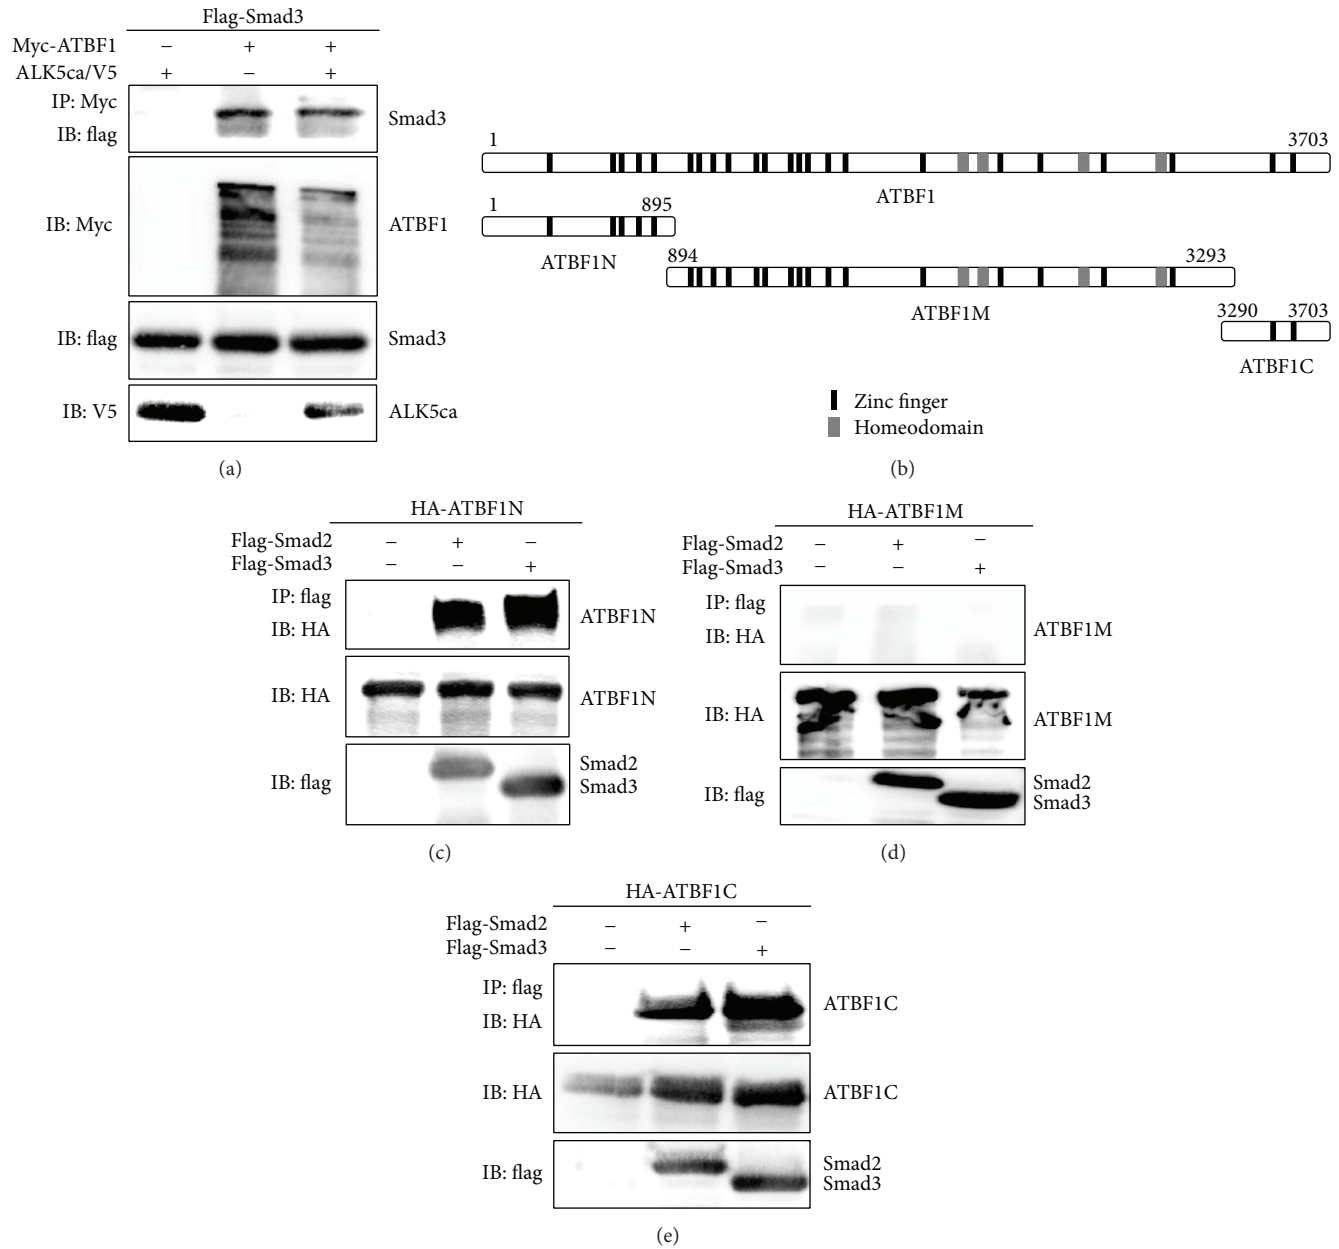 Flag-Smad3
Myc-ATBF1 − + +
ALK5ca/V5 + − +
IP: Myc
IB: flag
Smad3
IB: Myc
ATBF1
IB: flag
Smad3
IB: V5
ALK5ca
(a)
1 3703
ATBF1
1 895
ATBF1N
894 3293
ATBF1M
3290 3703
ATBF1C
Zinc finger
Homeodomain
(b)
HA-ATBF1N
Flag-Smad2 − + −
Flag-Smad3 − − +
IP: flag
IB: HA
ATBF1N
IB: HA
ATBF1N
IB: flag
Smad2
Smad3
(c)
HA-ATBF1M
Flag-Smad2 − + −
Flag-Smad3 − − +
IP: flag
IB: HA
ATBF1M
IB: HA
ATBF1M
IB: flag
Smad2
Smad3
(d)
HA-ATBF1C
Flag-Smad2 − + −
Flag-Smad3 − − +
IP: flag
IB: HA
ATBF1C
IB: HA
ATBF1C
IB: flag
Smad2
Smad3
(e)